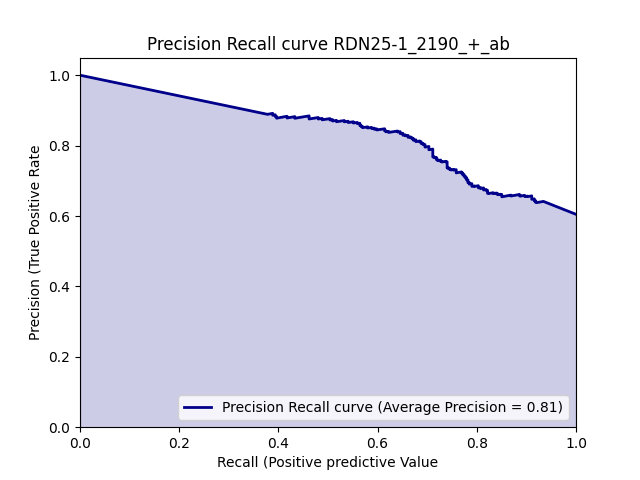 Precision Recall curve RDN25-1_2190_+_ab
Precision (True Positive Rate
1.0
0.8
0.6
0.4
0.2
0.0
Precision Recall curve (Average Precision = 0.81)
0.0 0.2 0.4 0.6 0.8 1.0
Recall (Positive predictive Value